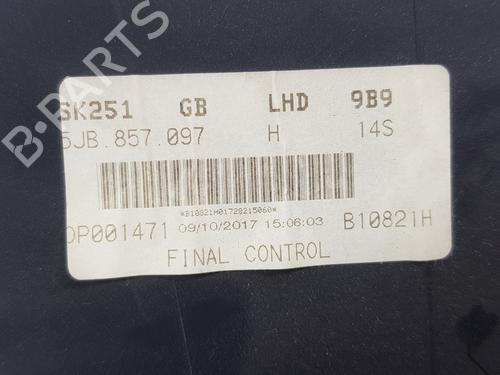 SK251 GB LHD 9B9
5JB.857.097 H 14S
*B10821H01728215060*
OP001471 09/10/2017 15:06:03 B10821H
FINAL CONTROL
B-PARTS